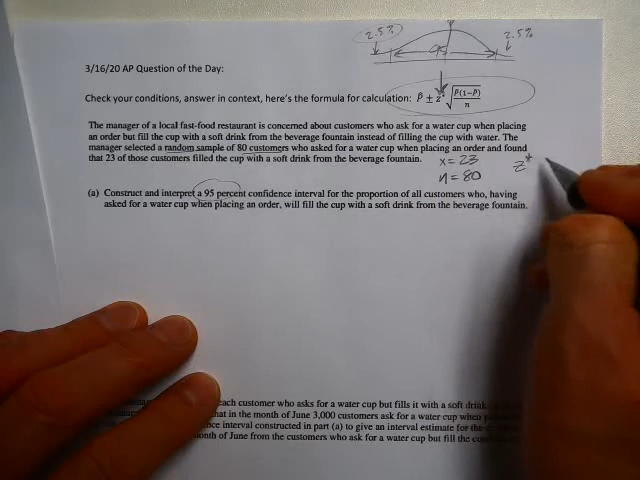 2.5%
2.5%
95
3/16/20 AP Question of the Day:
Check your conditions, answer in context, here's the formula for calculation: p̂ ± z* √(p̂(1−p̂)/n)
The manager of a local fast-food restaurant is concerned about customers who ask for a water cup when placing
an order but fill the cup with a soft drink from the beverage fountain instead of filling the cup with water. The
manager selected a random sample of 80 customers who asked for a water cup when placing an order and found
that 23 of those customers filled the cup with a soft drink from the beverage fountain.
x = 23
n = 80
z*
(a) Construct and interpret a 95 percent confidence interval for the proportion of all customers who, having
asked for a water cup when placing an order, will fill the cup with a soft drink from the beverage fountain.
each customer who asks for a water cup but fills it with a soft drink
that in the month of June 3,000 customers ask for a water cup when
interval constructed in part (a) to give an interval estimate for the
month of June from the customers who ask for a water cup but fill the